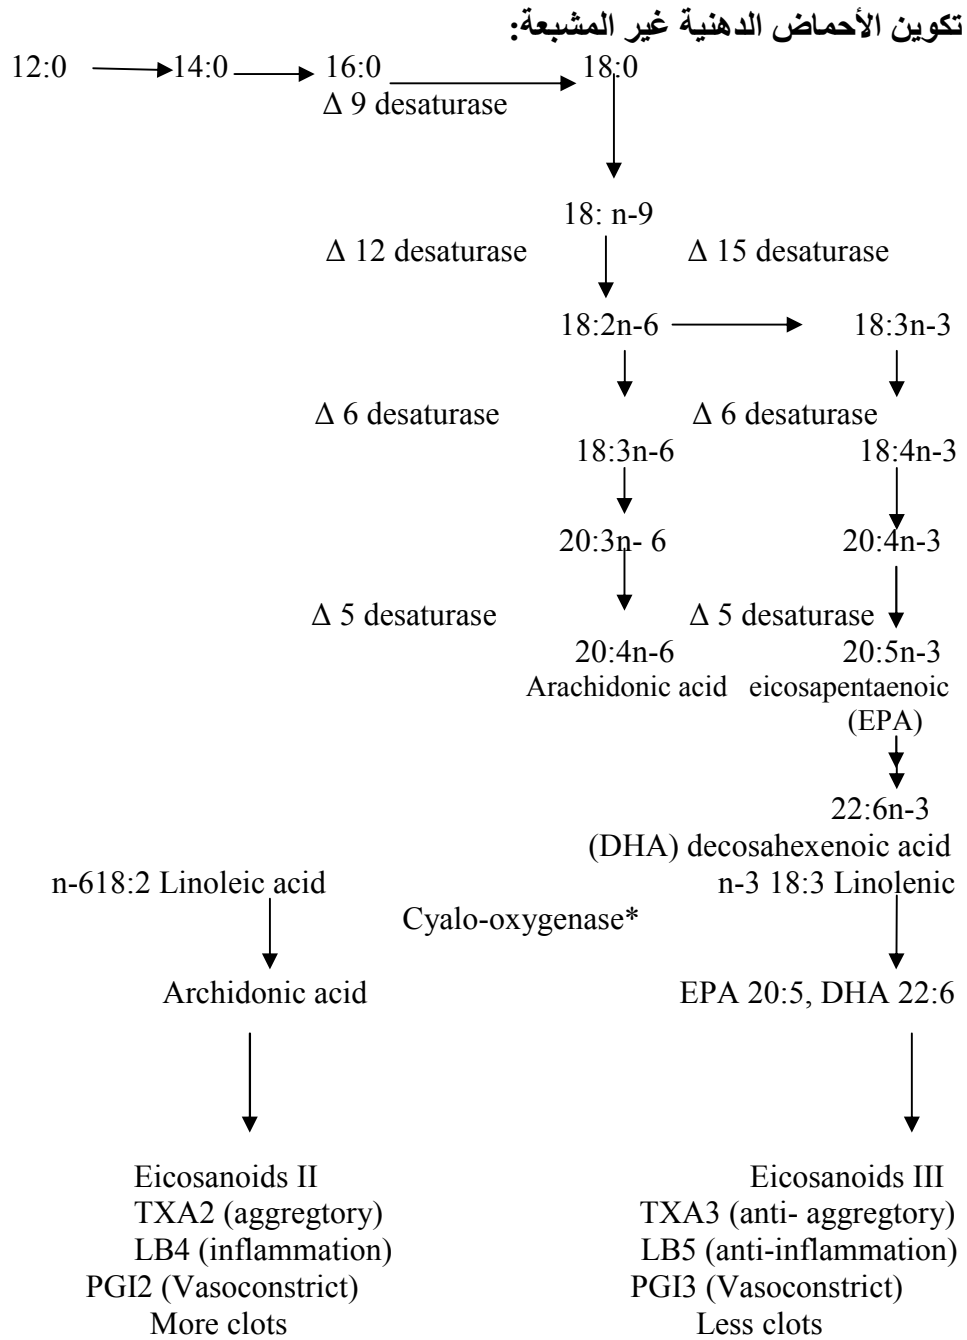 تكوين الأحماض الدهنية غير المشبعة:
12:0 14:0 16:0 18:0
Δ 9 desaturase
18: n-9
Δ 12 desaturase Δ 15 desaturase
18:2n-6 18:3n-3
Δ 6 desaturase Δ 6 desaturase
18:3n-6 18:4n-3
20:3n- 6 20:4n-3
Δ 5 desaturase Δ 5 desaturase
20:4n-6 20:5n-3
Arachidonic acid eicosapentaenoic
(EPA)
22:6n-3
(DHA) decosahexenoic acid
n-618:2 Linoleic acid n-3 18:3 Linolenic
Cyalo-oxygenase*
Archidonic acid EPA 20:5, DHA 22:6
Eicosanoids II Eicosanoids III
TXA2 (aggregtory) TXA3 (anti- aggregtory)
LB4 (inflammation) LB5 (anti-inflammation)
PGI2 (Vasoconstrict) PGI3 (Vasoconstrict)
More clots Less clots